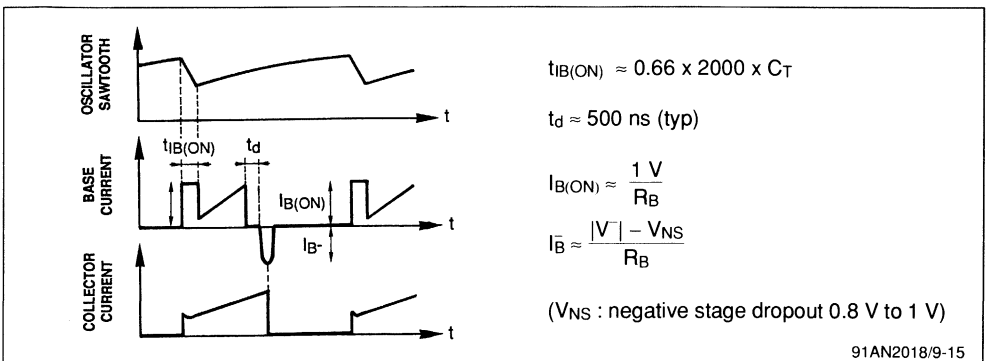 OSCILLATOR
SAWTOOTH
t
BASE
CURRENT
tIB(ON)
td
IB(ON)
IB-
t
COLLECTOR
CURRENT
t
tIB(ON) ≈ 0.66 x 2000 x CT
td ≈ 500 ns (typ)
IB(ON) ≈ 1 V / RB
IB⁻ ≈ |V⁻| – VNS / RB
(VNS : negative stage dropout 0.8 V to 1 V)
91AN2018/9-15